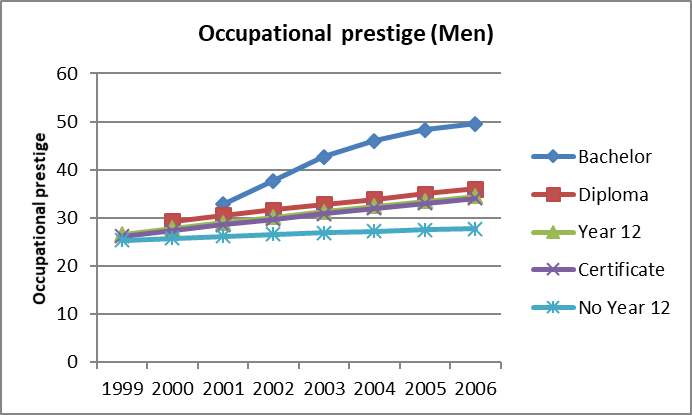 Occupational prestige (Men)
Occupational prestige
60
50
40
30
20
10
0
1999 2000 2001 2002 2003 2004 2005 2006
Bachelor
Diploma
Year 12
Certificate
No Year 12